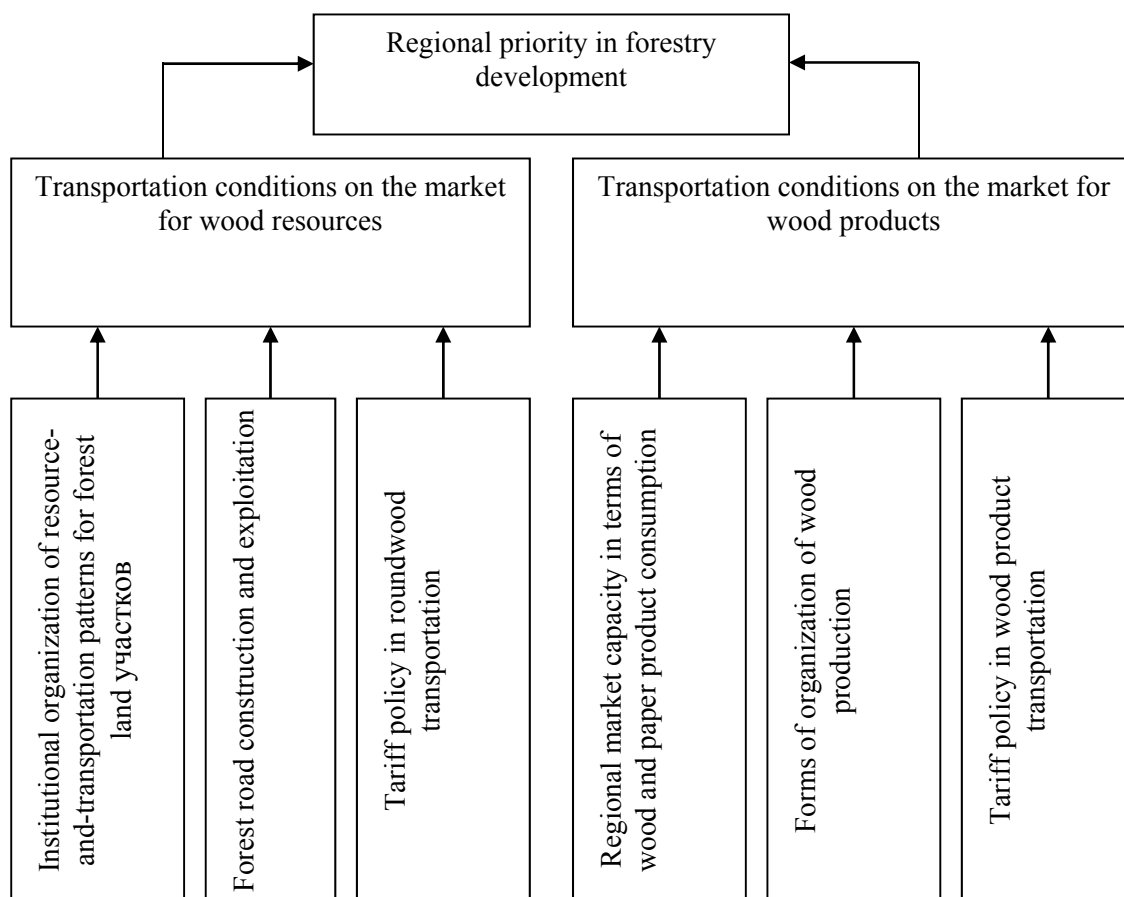 Regional priority in forestry
development
Transportation conditions on the market
for wood resources
Transportation conditions on the market for
wood products
Institutional organization of resource-
and-transportation patterns for forest
land участков
Forest road construction and exploitation
Tariff policy in roundwood
transportation
Regional market capacity in terms of
wood and paper product consumption
Forms of organization of wood
production
Tariff policy in wood product
transportation